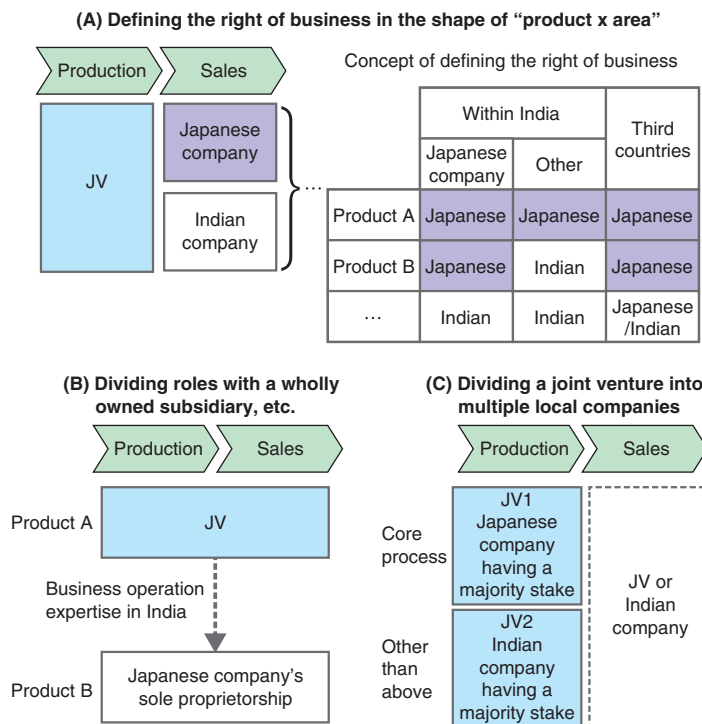 (A) Defining the right of business in the shape of “product x area”
Production
Sales
Concept of defining the right of business
JV
Japanese
company
Indian
company
...
Within India
Third
countries
Japanese
company
Other
Product A
Japanese
Japanese
Japanese
Product B
Japanese
Indian
Japanese
...
Indian
Indian
Japanese
/Indian
(B) Dividing roles with a wholly
owned subsidiary, etc.
Production
Sales
Product A
JV
Business operation
expertise in India
Product B
Japanese company’s
sole proprietorship
(C) Dividing a joint venture into
multiple local companies
Production
Sales
Core
process
JV1
Japanese
company
having a
majority stake
Other
than
above
JV2
Indian
company
having a
majority stake
JV or
Indian
company